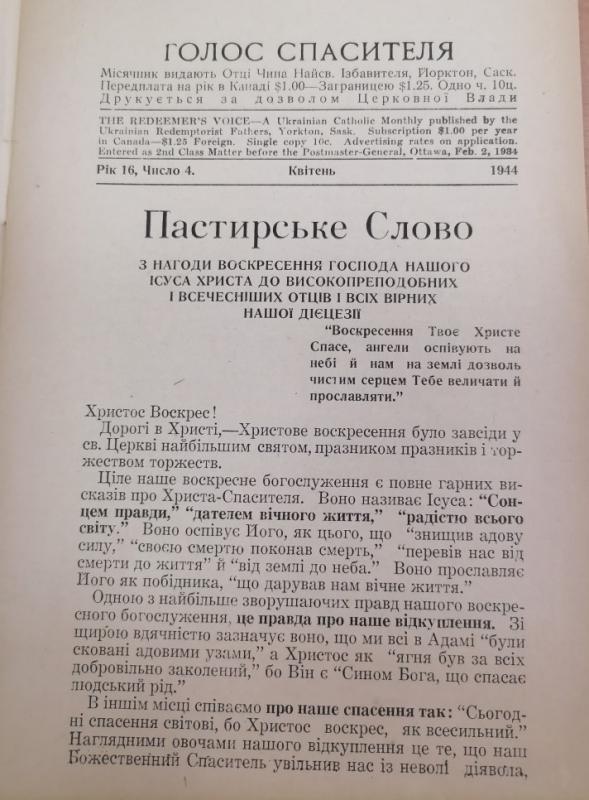 ГОЛОС СПАСИТЕЛЯ
Місячник видають Отці Чина Найсв. Ізбавителя, Йорктон, Саск.
Передплата на рік в Канаді $1.00—Заграницею $1.25. Одно ч. 10ц.
Друкується за дозволом Церковної Влади
THE REDEEMER'S VOICE—A Ukrainian Catholic Monthly published by the
Ukrainian Redemptorist Fathers, Yorkton, Sask. Subscription $1.00 per year
in Canada—$1.25 Foreign. Single copy 10c. Advertising rates on application.
Entered as 2nd Class Matter before the Postmaster-General, Ottawa, Feb. 2, 1934
Рік 16, Число 4. Квітень 1944
Пастирське Слово
З НАГОДИ ВОСКРЕСЕННЯ ГОСПОДА НАШОГО
ІСУСА ХРИСТА ДО ВИСОКОПРЕПОДОБНИХ
І ВСЕЧЕСНІШИХ ОТЦІВ І ВСІХ ВІРНИХ
НАШОЇ ДІЄЦЕЗІЇ
"Воскресення Твоє Христе
Спасе, ангели оспівують на
небі й нам на землі дозволь
чистим серцем Тебе величати й
прославляти."
Христос Воскрес!
Дорогі в Христі,—Христове воскресення було завсіди у
св. Церкві найбільшим святом, празником празників і тор-
жеством торжеств.
Ціле наше воскресне богослуження є повне гарних ви-
сказів про Христа-Спасителя. Воно називає Ісуса: "Сон-
цем правди," "дателем вічного життя," "радістю всього
світу." Воно оспівує Його, як цього, що "знищив адову
силу," "своєю смертю поконав смерть," "перевів нас від
смерти до життя" й "від землі до неба." Воно прославляє
Його як побідника, "що дарував нам вічне життя."
Одною з найбільше зворушаючих правд нашого воскре-
сного богослуження, це правда про наше відкуплення. Зі
щирою вдячністю зазначує воно, що ми всі в Адамі "були
сковані адовими узами," а Христос як "ягня був за всіх
добровільно заколений," бо Він є "Сином Бога, що спасає
людський рід."
В іншім місці співаємо про наше спасення так: "Сьогод-
ні спасення світові, бо Христос воскрес, як всесильний."
Наглядними овочами нашого відкуплення це те, що наш
Божественний Спаситель увільнив нас із неволі діявола,